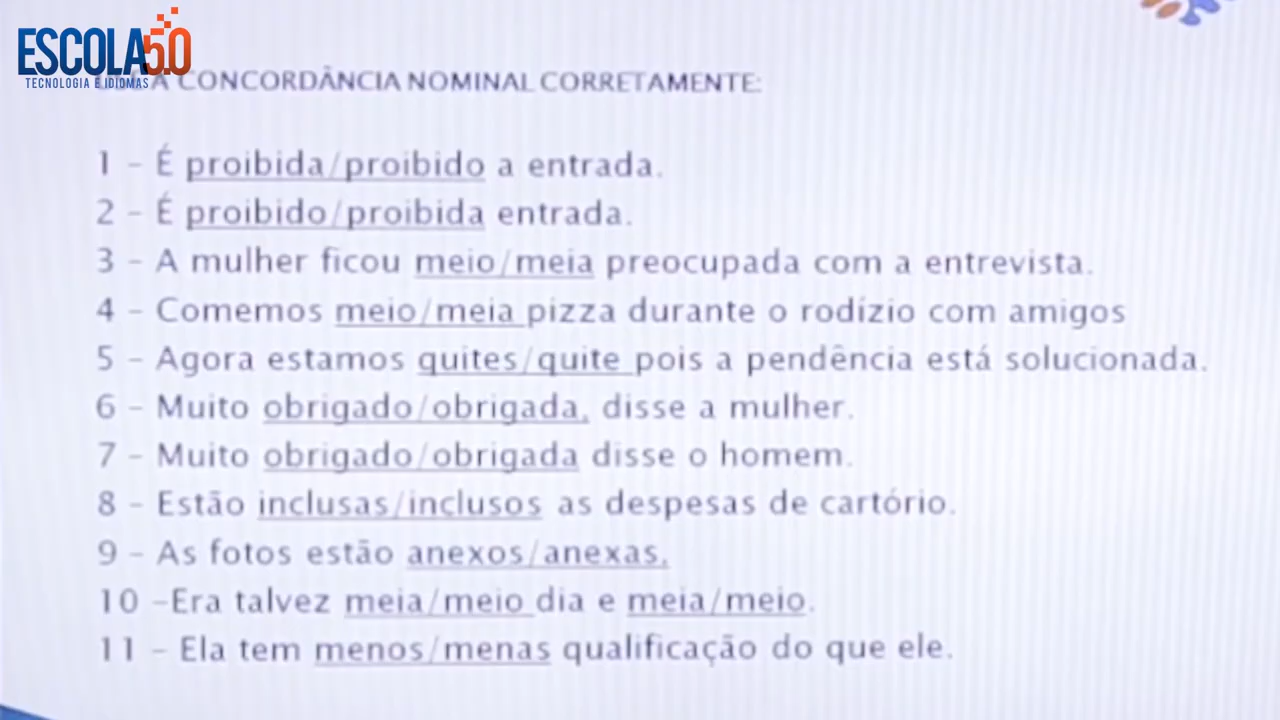 ESCOLA 5.0
TECNOLOGIA E IDIOMAS
A CONCORDÂNCIA NOMINAL CORRETAMENTE:
1 – É proibida/proibido a entrada.
2 – É proibido/proibida entrada.
3 – A mulher ficou meio/meia preocupada com a entrevista.
4 – Comemos meio/meia pizza durante o rodízio com amigos
5 – Agora estamos quites/quite pois a pendência está solucionada.
6 – Muito obrigado/obrigada, disse a mulher.
7 – Muito obrigado/obrigada disse o homem.
8 – Estão inclusas/inclusos as despesas de cartório.
9 – As fotos estão anexos/anexas.
10 –Era talvez meia/meio dia e meia/meio.
11 – Ela tem menos/menas qualificação do que ele.